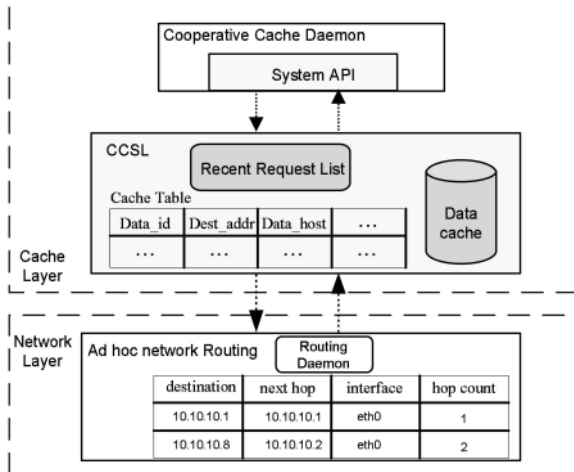 Cooperative Cache Daemon
System API
CCSL
Recent Request List
Cache Table
Data_id Dest_addr Data_host ...
... ... ... ...
Data cache
Cache Layer
Network Layer
Ad hoc network Routing
Routing Daemon
destination next hop interface hop count
10.10.10.1 10.10.10.1 eth0 1
10.10.10.8 10.10.10.2 eth0 2